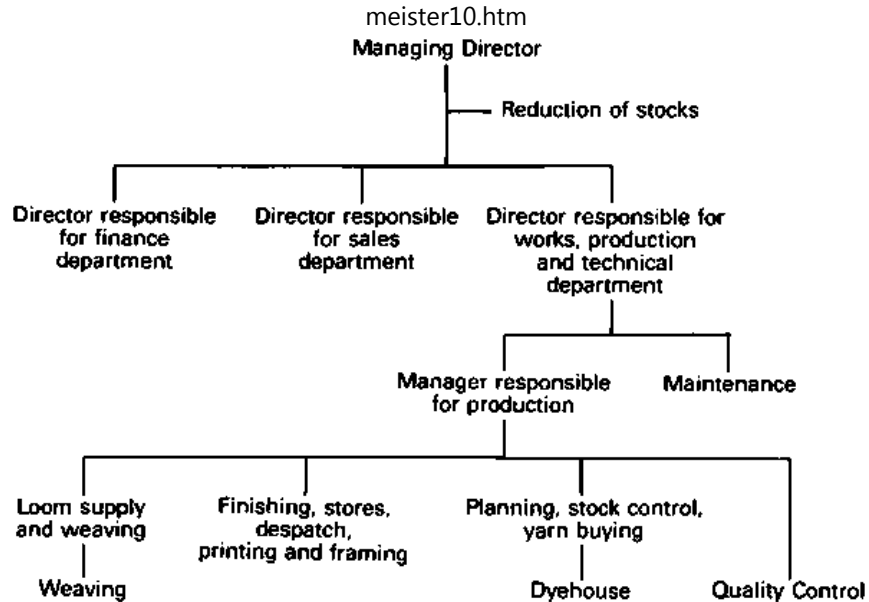 meister10.htm
Managing Director
Reduction of stocks
Director responsible
for finance
department
Director responsible
for sales
department
Director responsible for
works, production
and technical
department
Manager responsible
for production
Maintenance
Loom supply
and weaving
Finishing, stores,
despatch,
printing and framing
Planning, stock control,
yarn buying
Weaving
Dyehouse
Quality Control